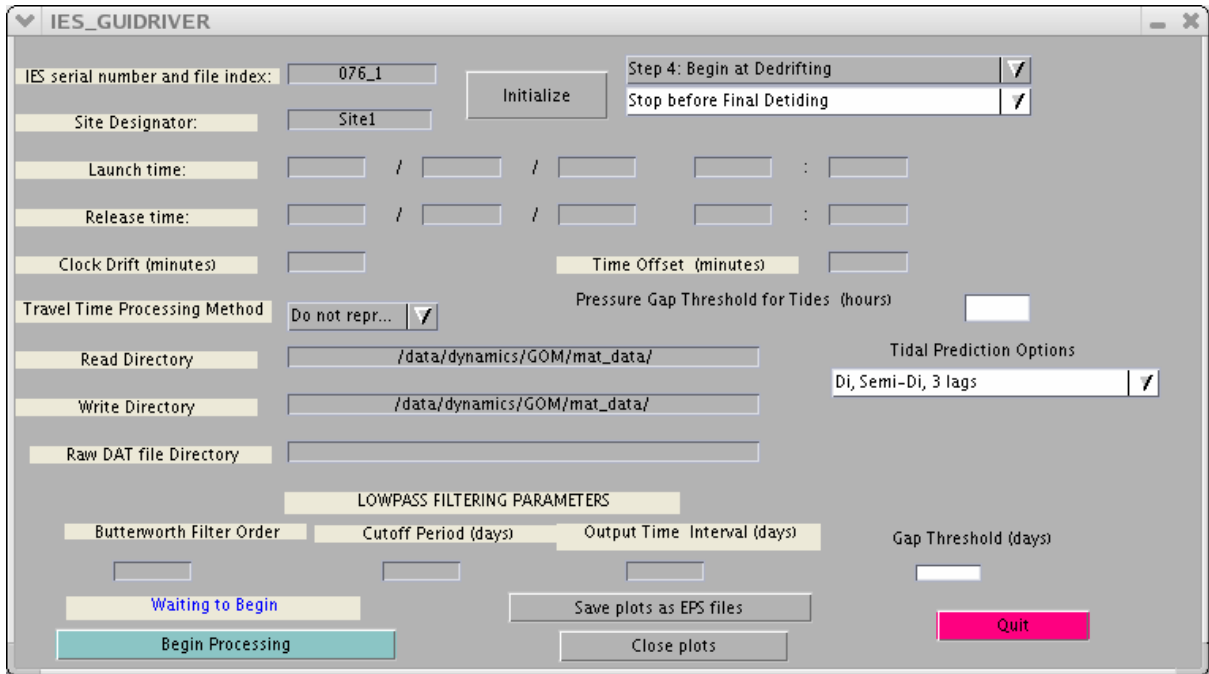 IES_GUIDRIVER
IES serial number and file index:
076_1
Initialize
Step 4: Begin at Dedrifting
Stop before Final Detiding
Site Designator:
Site1
Launch time:
/ / :
Release time:
/ / :
Clock Drift (minutes)
Time Offset (minutes)
Travel Time Processing Method
Do not repr...
Pressure Gap Threshold for Tides (hours)
Read Directory
/data/dynamics/GOM/mat_data/
Tidal Prediction Options
Di, Semi-Di, 3 lags
Write Directory
/data/dynamics/GOM/mat_data/
Raw DAT file Directory
LOWPASS FILTERING PARAMETERS
Butterworth Filter Order
Cutoff Period (days)
Output Time Interval (days)
Gap Threshold (days)
Waiting to Begin
Save plots as EPS files
Quit
Begin Processing
Close plots